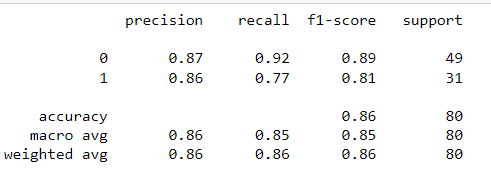 precision recall f1-score support
0 0.87 0.92 0.89 49
1 0.86 0.77 0.81 31
accuracy 0.86 80
macro avg 0.86 0.85 0.85 80
weighted avg 0.86 0.86 0.86 80